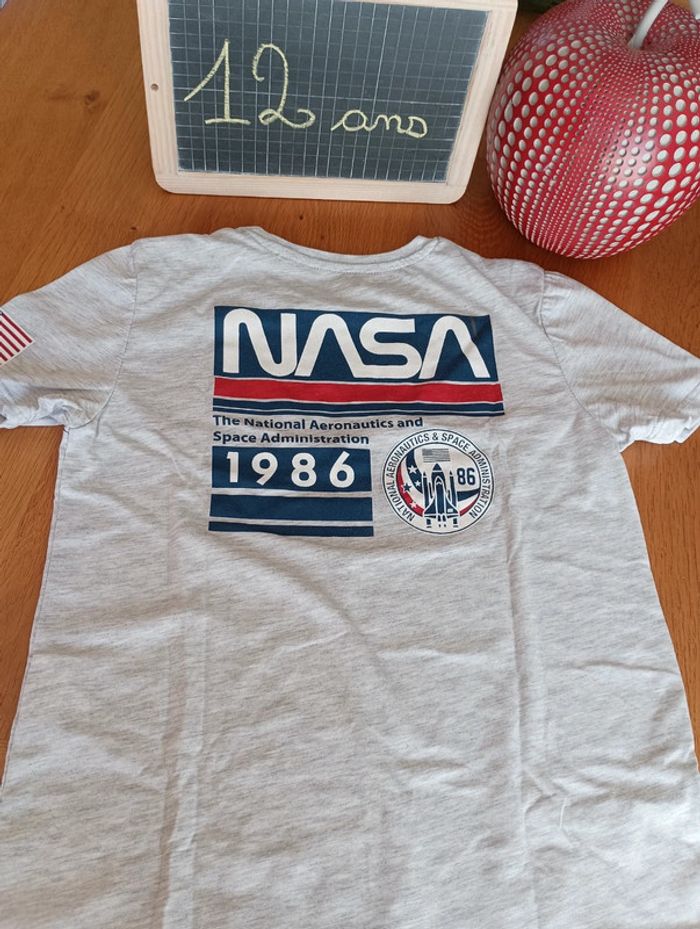 12 ans
NASA
The National Aeronautics and
Space Administration
1986
NATIONAL AERONAUTICS & SPACE ADMINISTRATION
86